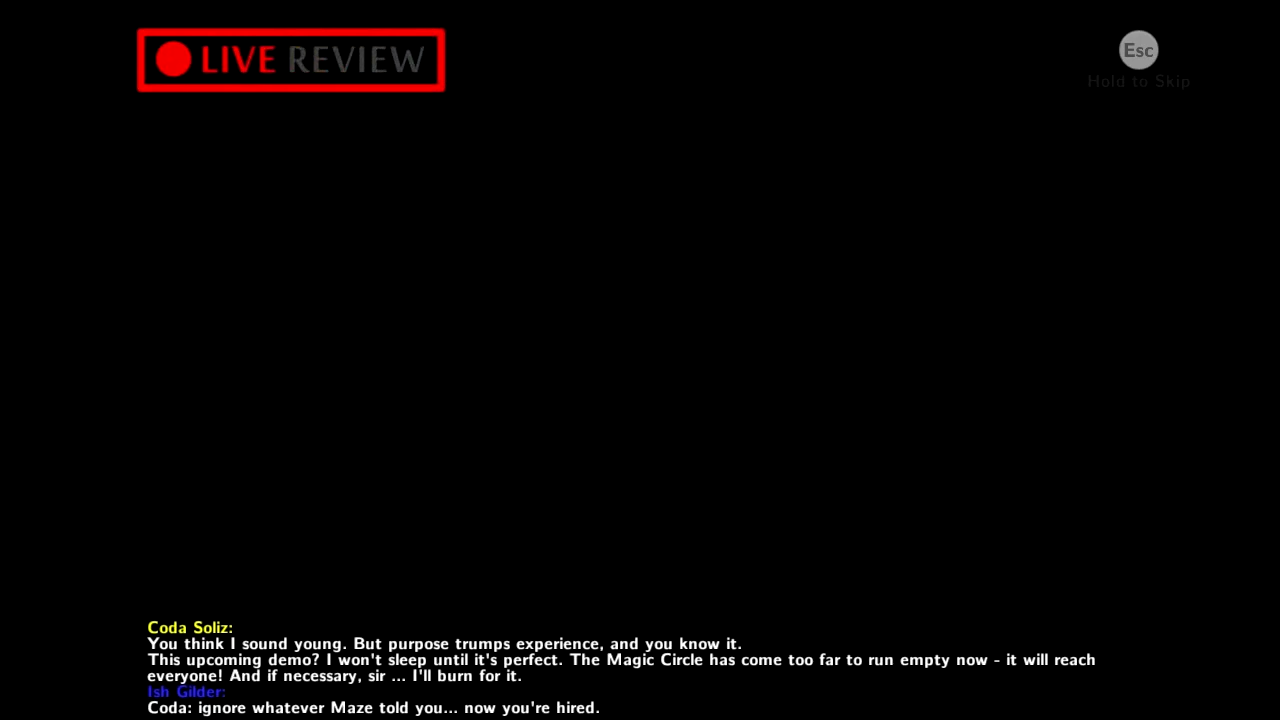 LIVE REVIEW
Esc
Hold to Skip
Coda Soliz:
You think I sound young. But purpose trumps experience, and you know it.
This upcoming demo? I won't sleep until it's perfect. The Magic Circle has come too far to run empty now - it will reach
everyone! And if necessary, sir ... I'll burn for it.
Ish Gilder:
Coda: ignore whatever Maze told you... now you're hired.